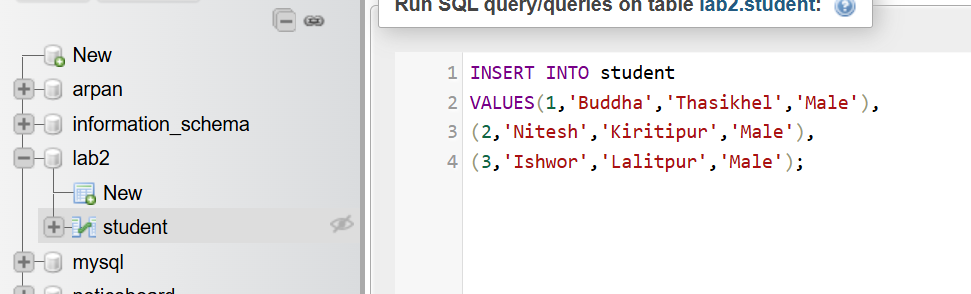 New
arpan
information_schema
lab2
New
student
mysql
noticeboard
Run SQL query/queries on table lab2.student:
1 INSERT INTO student
2 VALUES(1,'Buddha','Thasikhel','Male'),
3 (2,'Nitesh','Kiritipur','Male'),
4 (3,'Ishwor','Lalitpur','Male');